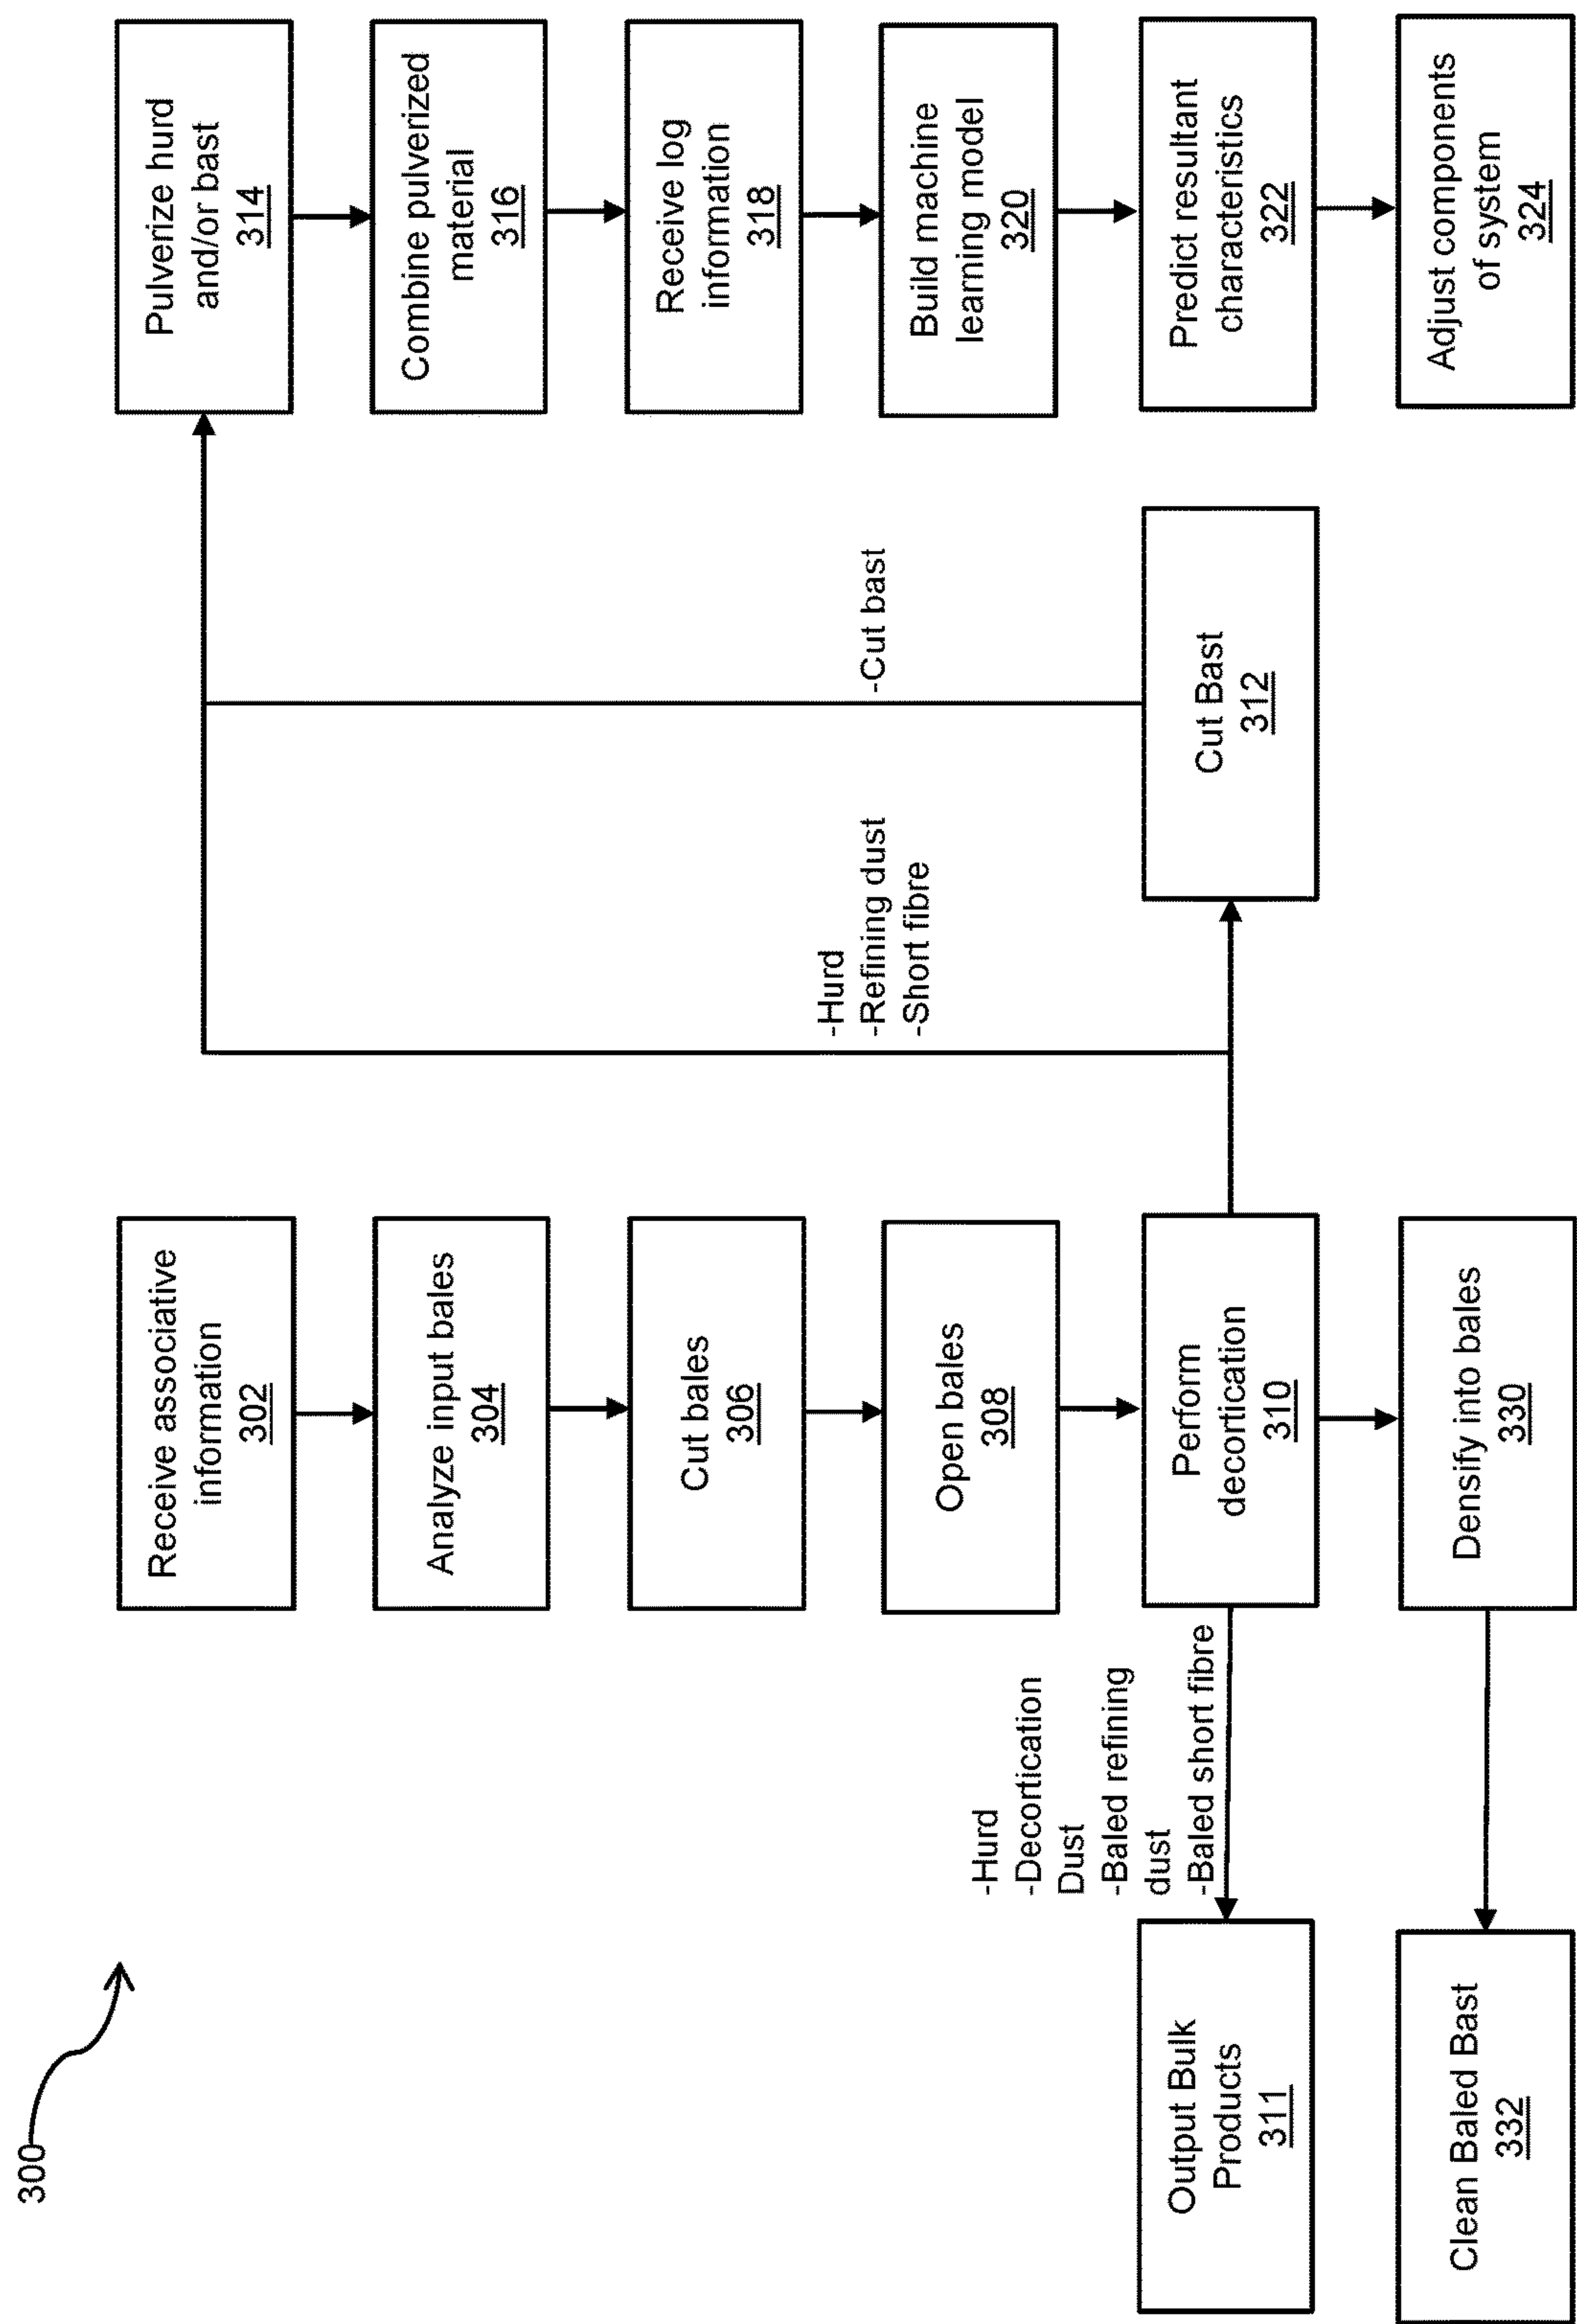 300
Receive associative
information
302
Analyze input bales
304
Cut bales
306
Open bales
308
Perform
decortication
310
-Hurd
-Decortication
Dust
-Baled refining
dust
-Baled short fibre
Output Bulk
Products
311
Densify into bales
330
Clean Baled Bast
332
-Hurd
-Refining dust
-Short fibre
Cut Bast
312
-Cut bast
Pulverize hurd
and/or bast
314
Combine pulverized
material
316
Receive log
information
318
Build machine
learning model
320
Predict resultant
characteristics
322
Adjust components
of system
324